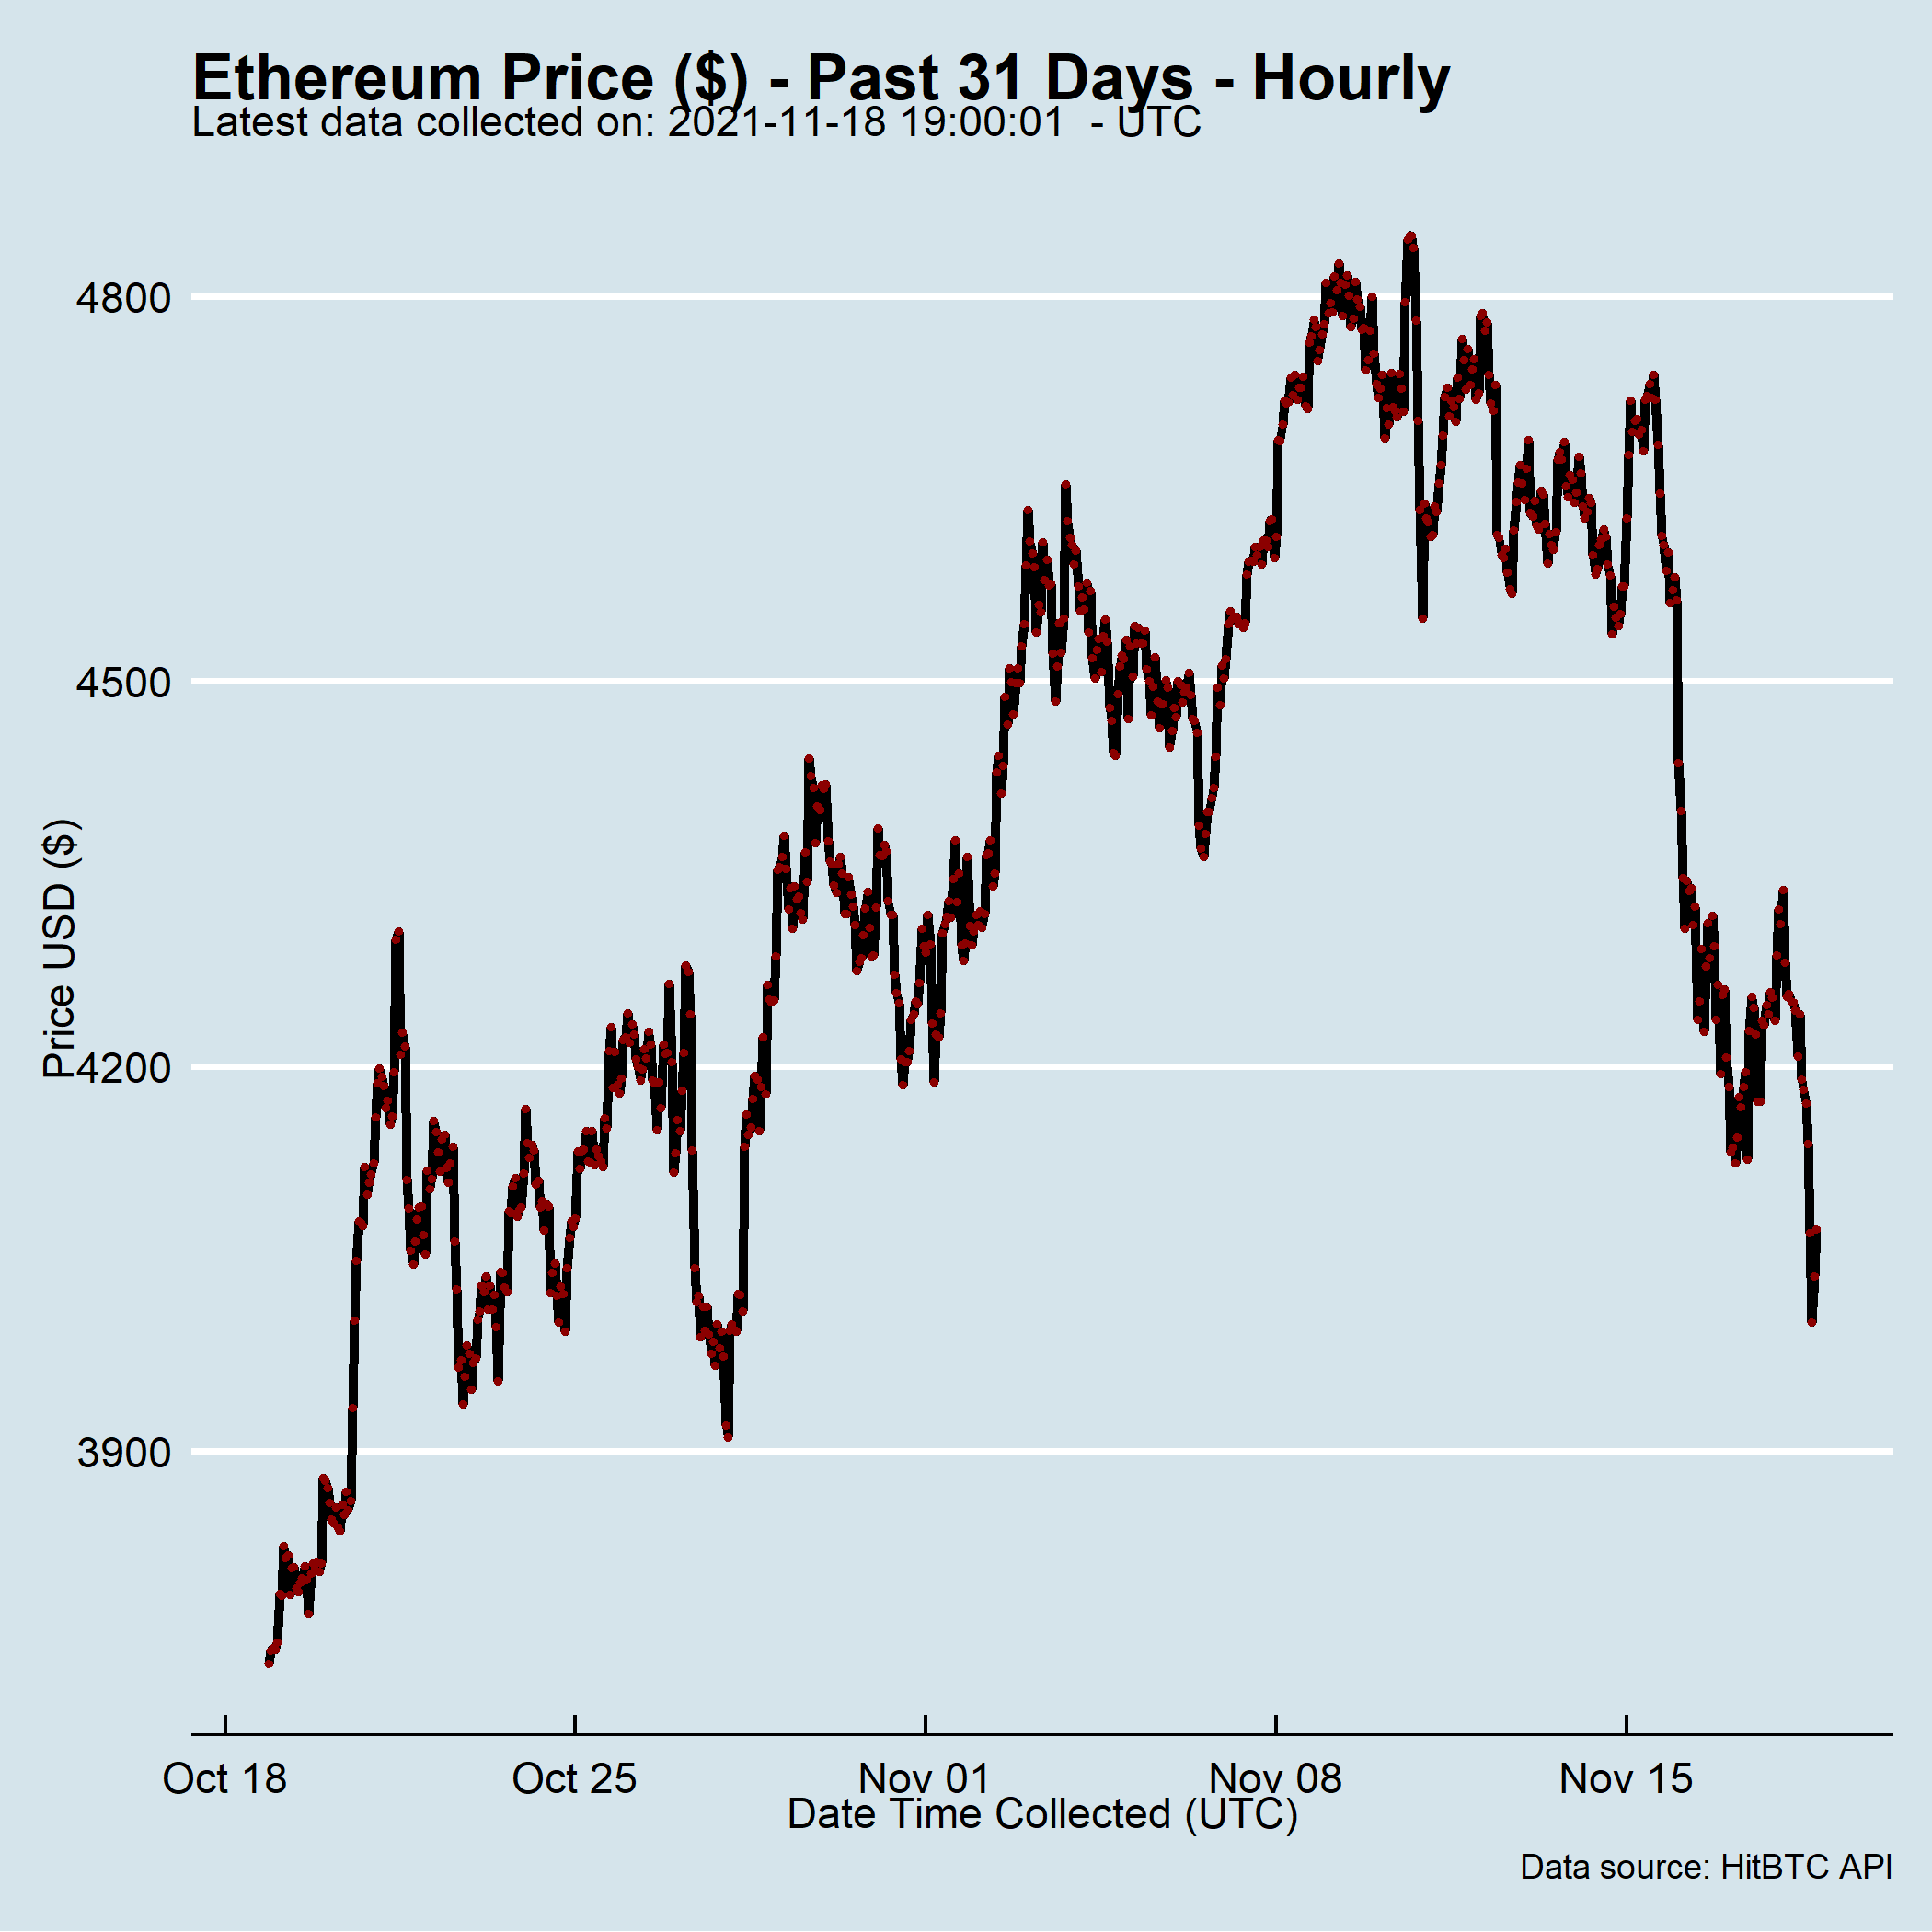 Ethereum Price ($) - Past 31 Days - Hourly
Latest data collected on: 2021-11-18 19:00:01  - UTC
Price USD ($)
4800
4500
4200
3900
Oct 18
Oct 25
Nov 01
Nov 08
Nov 15
Date Time Collected (UTC)
Data source: HitBTC API